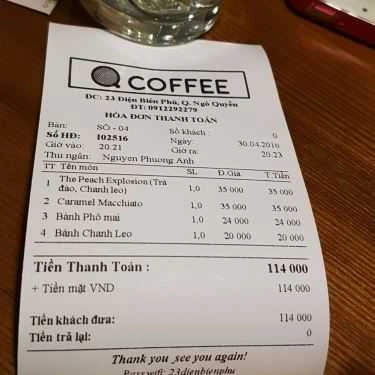 Q COFFEE
ĐC: 23 Điện Biên Phủ, Q. Ngô Quyền
ĐT: 0912292279
HÓA ĐƠN THANH TOÁN
Bàn: SÔ - 04 Số khách : 0
Số HĐ: 102516 Ngày: 30.04.2016
Giờ vào: 20.21 Giờ ra: 20.23
Thu ngân: Nguyen Phuong Anh
TT Tên món SL Đ.Giá T.Tiền
1 The Peach Explosion (Trà đào, Chanh leo) 1,0 35 000 35 000
2 Caramel Macchiato 1,0 35 000 35 000
3 Bánh Phô mai 1,0 24 000 24 000
4 Bánh Chanh Leo 1,0 20 000 20 000
Tiền Thanh Toán : 114 000
+ Tiền mặt VND 114 000
Tiền khách đưa: 114 000
Tiền trả lại: 0
Thank you see you again!
Pass wifi: 23dienbienphu